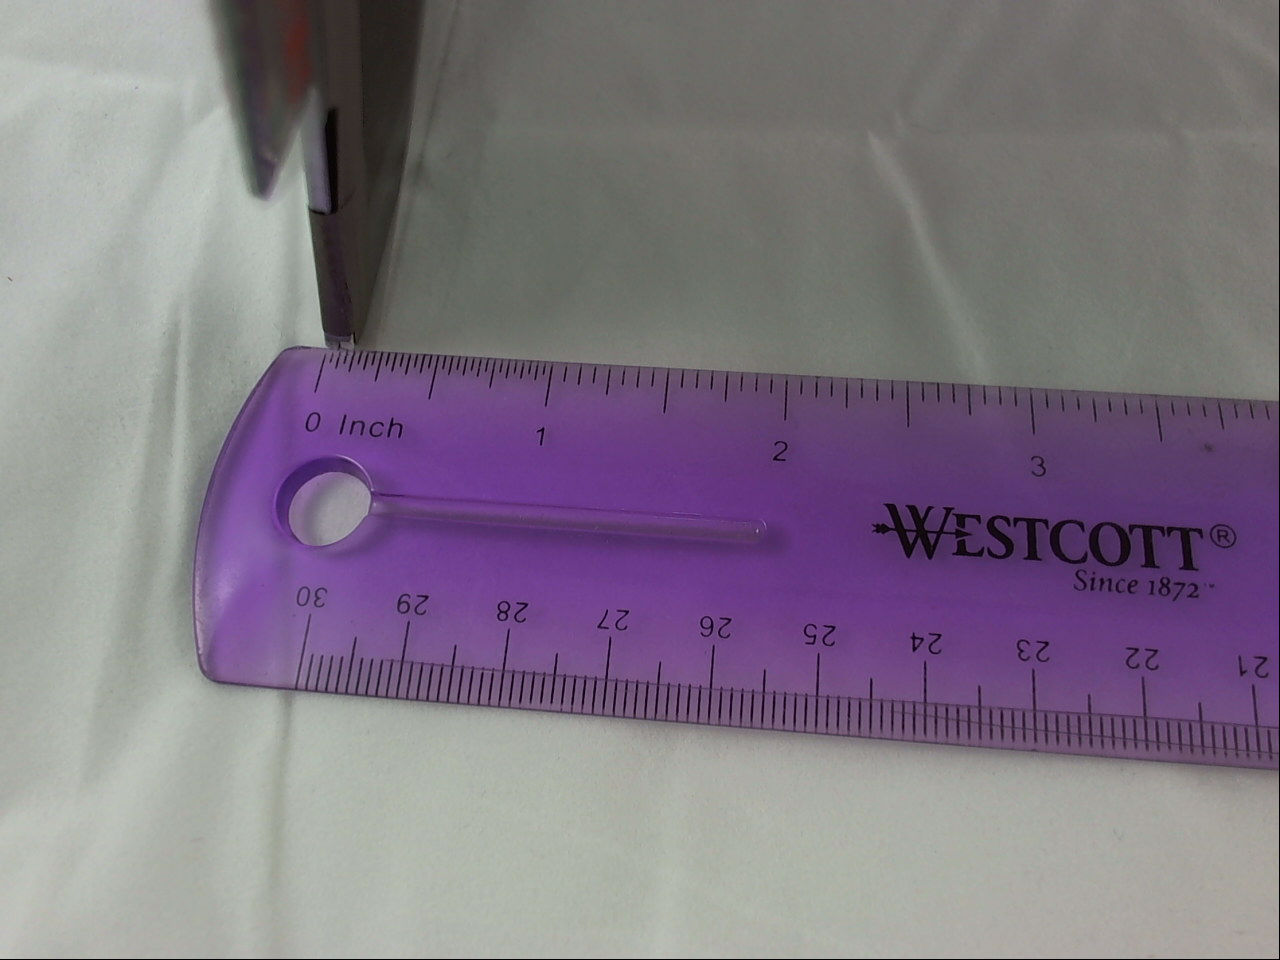 0 Inch 1 2 3
WESTCOTT®
Since 1872™
30 29 28 27 26 25 24 23 22 21